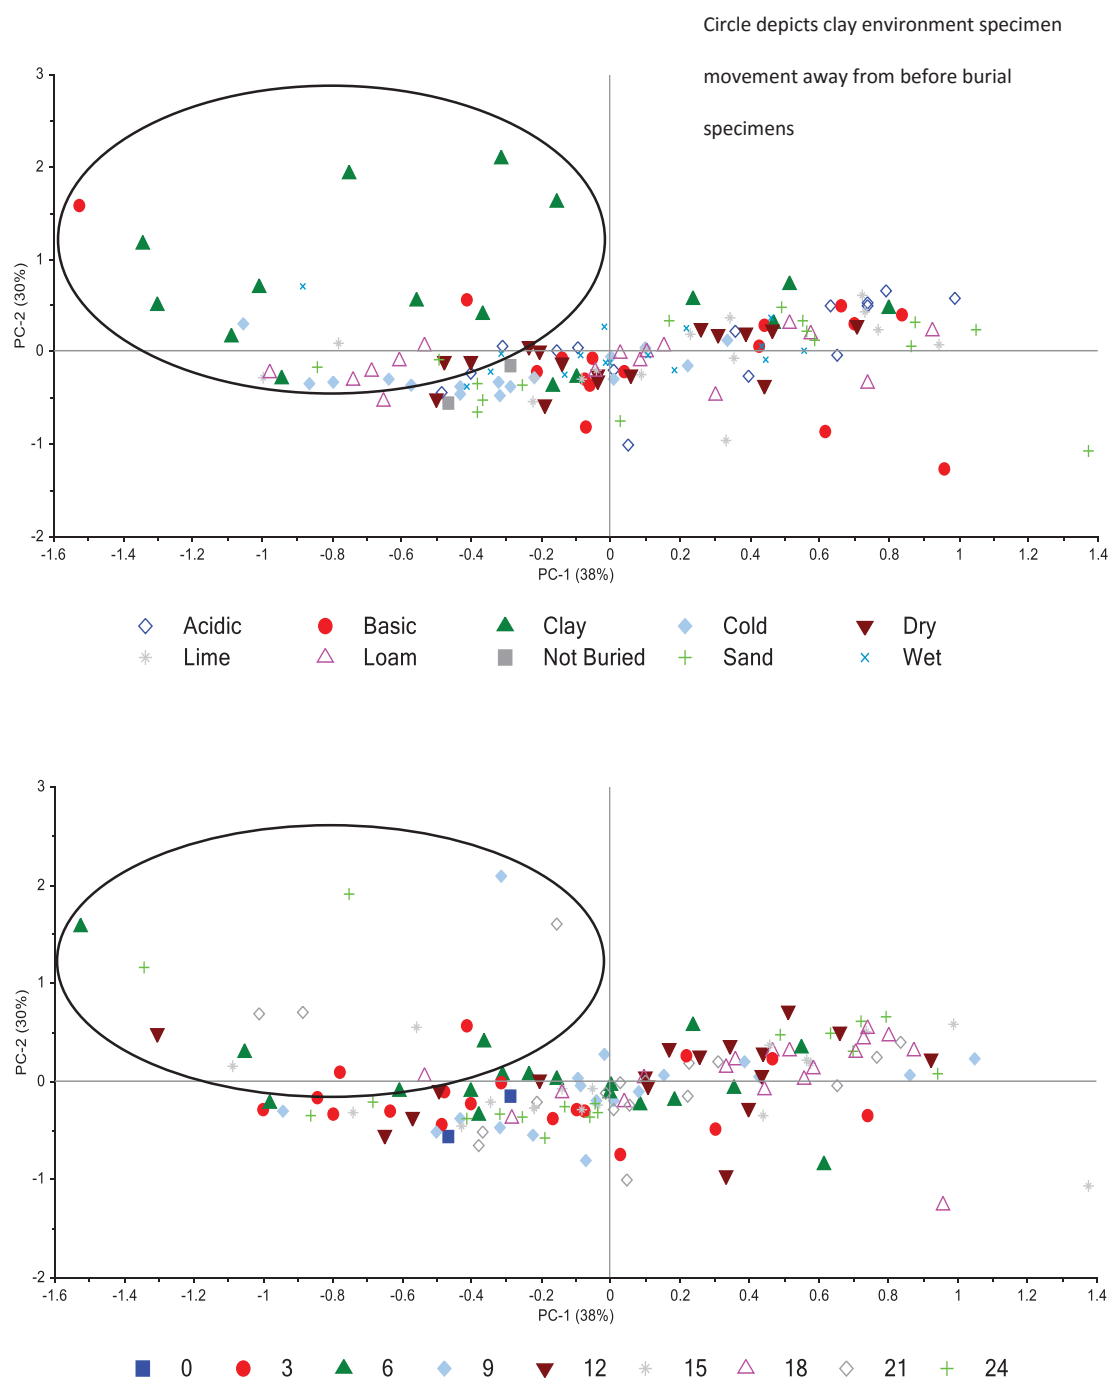 Circle depicts clay environment specimen
movement away from before burial
specimens
3
2
1
0
-1
-2
PC-2 (30%)
-1.6 -1.4 -1.2 -1 -0.8 -0.6 -0.4 -0.2 0 0.2 0.4 0.6 0.8 1 1.2 1.4
PC-1 (38%)
Acidic Basic Clay Cold Dry
Lime Loam Not Buried Sand Wet
3
2
1
0
-1
-2
PC-2 (30%)
-1.6 -1.4 -1.2 -1 -0.8 -0.6 -0.4 -0.2 0 0.2 0.4 0.6 0.8 1 1.2 1.4
PC-1 (38%)
0 3 6 9 12 15 18 21 24